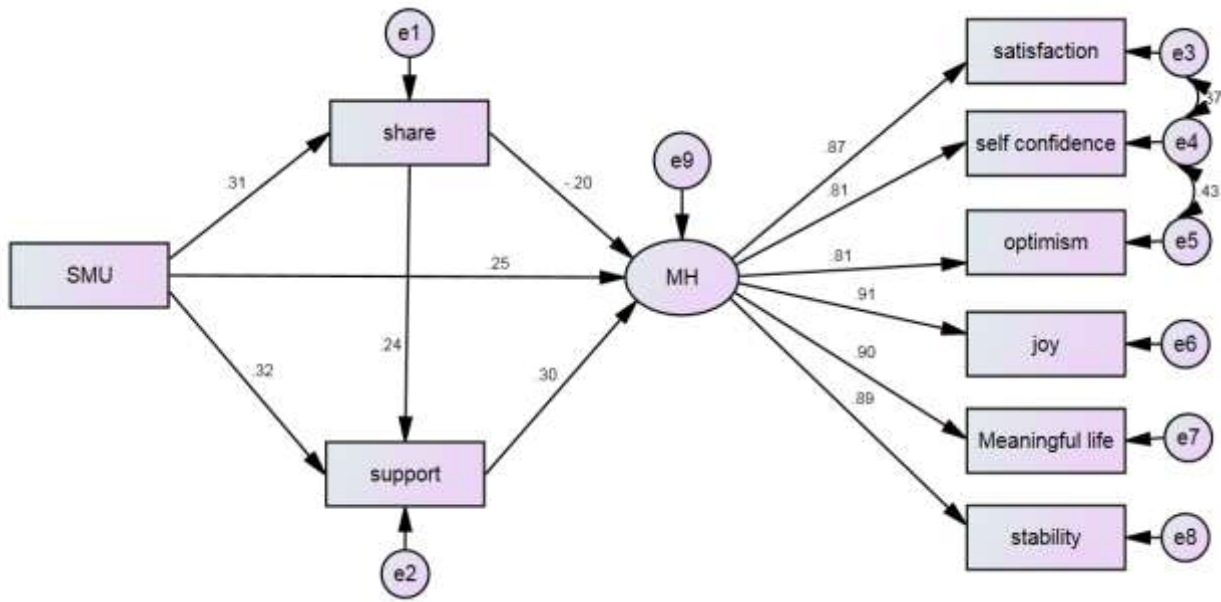 e1
satisfaction
e3
.37
share
self confidence
e4
e9
.87
.31
-.20
.81
.43
optimism
e5
SMU
.25
MH
.81
.91
joy
e6
.24
.32
.30
.90
.89
Meaningful life
e7
support
stability
e8
e2